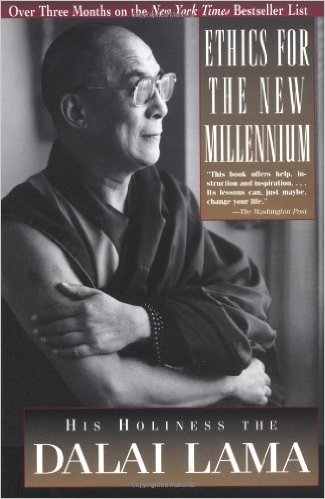 Over Three Months on the New York Times Bestseller List
ETHICS FOR
THE NEW
MILLENNIUM
"This book offers help, in-
struction and inspiration. . . .
Its lessons can, just maybe,
change your life."
—The Washington Post
HIS HOLINESS THE
DALAI LAMA